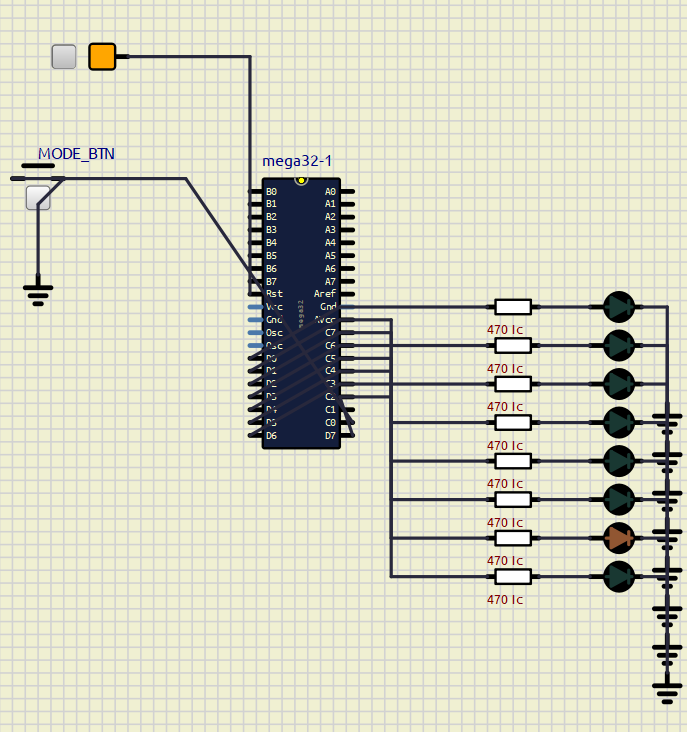 MODE_BTN
mega32-1
B0 A0
B1 A1
B2 A2
B3 A3
B4 A4
B5 A5
B6 A6
B7 A7
Rst Aref
Vcc Gnd
Gnd AVcc
Osc C7
Osc C6
D0 C5
D1 C4
D2 C3
D3 C2
D4 C1
D5 C0
D6 D7
mega32
470 Ic
470 Ic
470 Ic
470 Ic
470 Ic
470 Ic
470 Ic
470 Ic